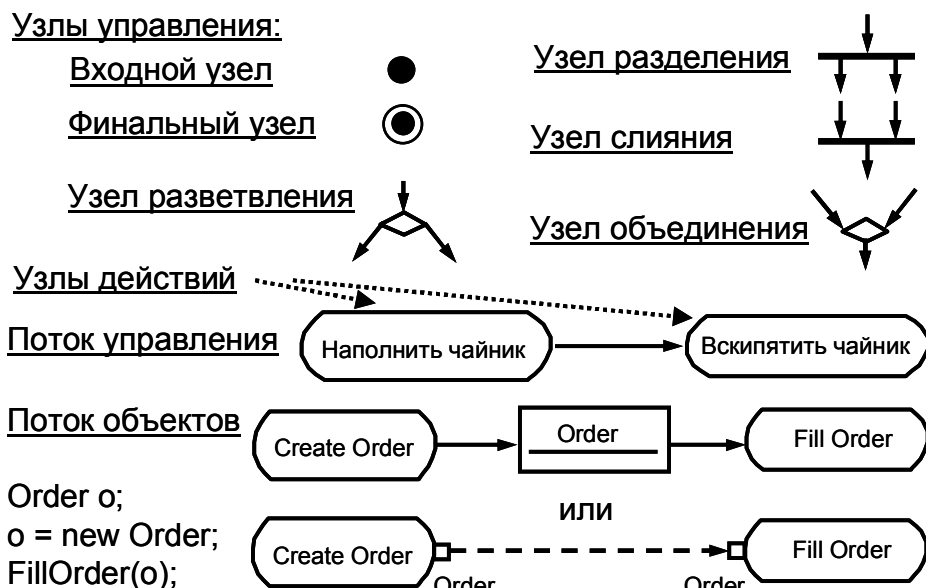 Узлы управления:
Входной узел
Финальный узел
Узел разветвления
Узел разделения
Узел слияния
Узел объединения
Узлы действий
Поток управления
Наполнить чайник
Вскипятить чайник
Поток объектов
Create Order
Order
Fill Order
или
Order o;
o = new Order;
FillOrder(o);
Create Order
Order
Order
Fill Order